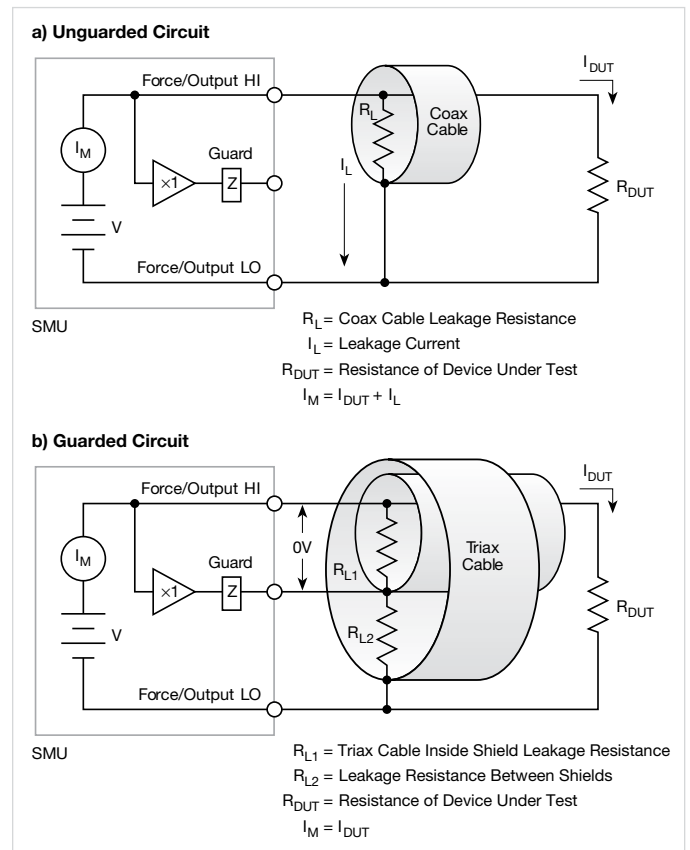 a) Unguarded Circuit
Force/Output HI
I_DUT
R_L
Coax
Cable
I_M
Guard
×1
Z
I_L
R_DUT
V
Force/Output LO
SMU
R_L = Coax Cable Leakage Resistance
I_L = Leakage Current
R_DUT = Resistance of Device Under Test
I_M = I_DUT + I_L
b) Guarded Circuit
Force/Output HI
I_DUT
0V
I_M
Guard
×1
Z
R_L1
Triax
Cable
R_DUT
R_L2
V
Force/Output LO
SMU
R_L1 = Triax Cable Inside Shield Leakage Resistance
R_L2 = Leakage Resistance Between Shields
R_DUT = Resistance of Device Under Test
I_M = I_DUT